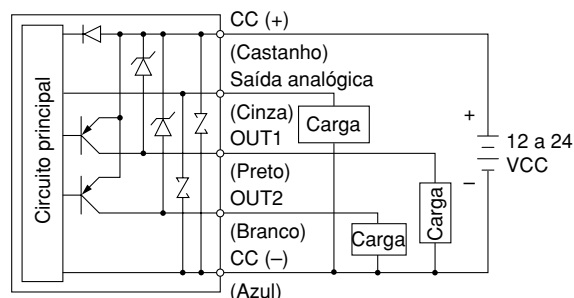 CC (+)
(Castanho)
Saída analógica
(Cinza)
OUT1
(Preto)
OUT2
(Branco)
CC (–)
(Azul)
Circuito principal
Carga
Carga
Carga
+
12 a 24
VCC
–